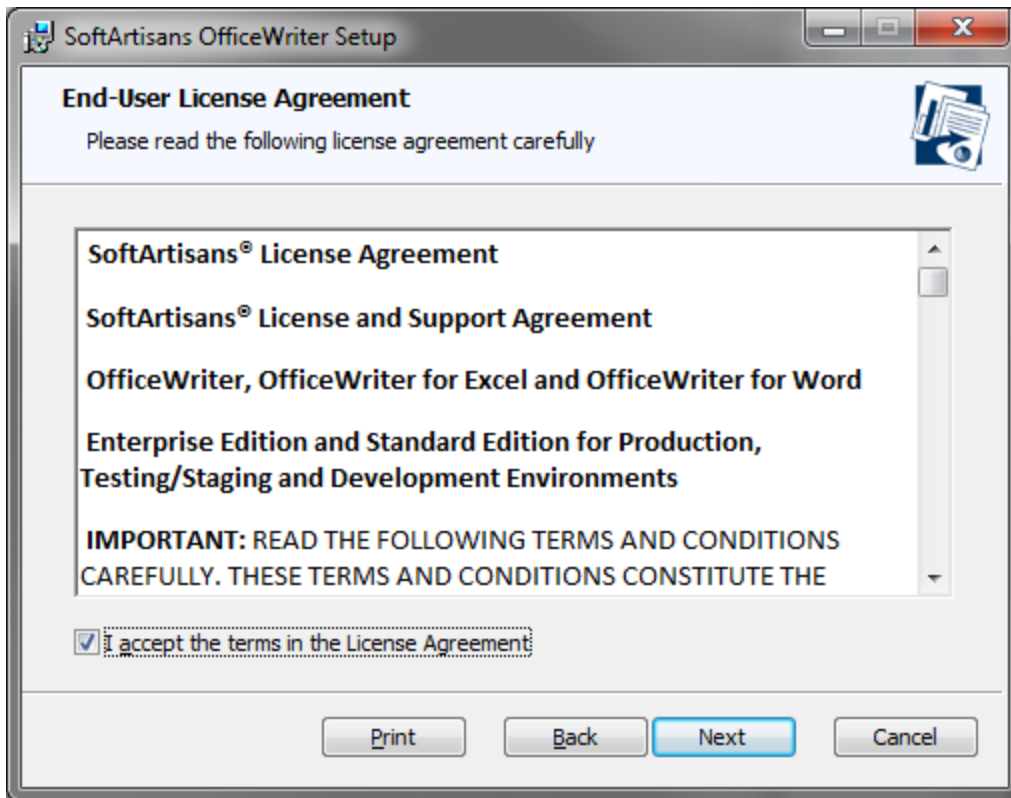 SoftArtisans OfficeWriter Setup
End-User License Agreement
Please read the following license agreement carefully
SoftArtisans® License Agreement
SoftArtisans® License and Support Agreement
OfficeWriter, OfficeWriter for Excel and OfficeWriter for Word
Enterprise Edition and Standard Edition for Production,
Testing/Staging and Development Environments
IMPORTANT: READ THE FOLLOWING TERMS AND CONDITIONS
CAREFULLY. THESE TERMS AND CONDITIONS CONSTITUTE THE
I accept the terms in the License Agreement
Print Back Next Cancel